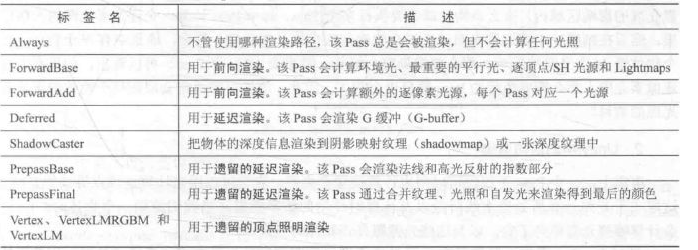 标签名 描述
Always 不管使用哪种渲染路径，该 Pass 总是会被渲染，但不会计算任何光照
ForwardBase 用于前向渲染。该 Pass 会计算环境光、最重要的平行光、逐顶点/SH 光源和 Lightmaps
ForwardAdd 用于前向渲染。该 Pass 会计算额外的逐像素光源，每个 Pass 对应一个光源
Deferred 用于延迟渲染。该 Pass 会渲染 G 缓冲（G-buffer）
ShadowCaster 把物体的深度信息渲染到阴影映射纹理（shadowmap）或一张深度纹理中
PrepassBase 用于遗留的延迟渲染。该 Pass 会渲染法线和高光反射的指数部分
PrepassFinal 用于遗留的延迟渲染。该 Pass 通过合并纹理、光照和自发光来渲染得到最后的颜色
Vertex、VertexLMRGBM 和
VertexLM 用于遗留的顶点照明渲染